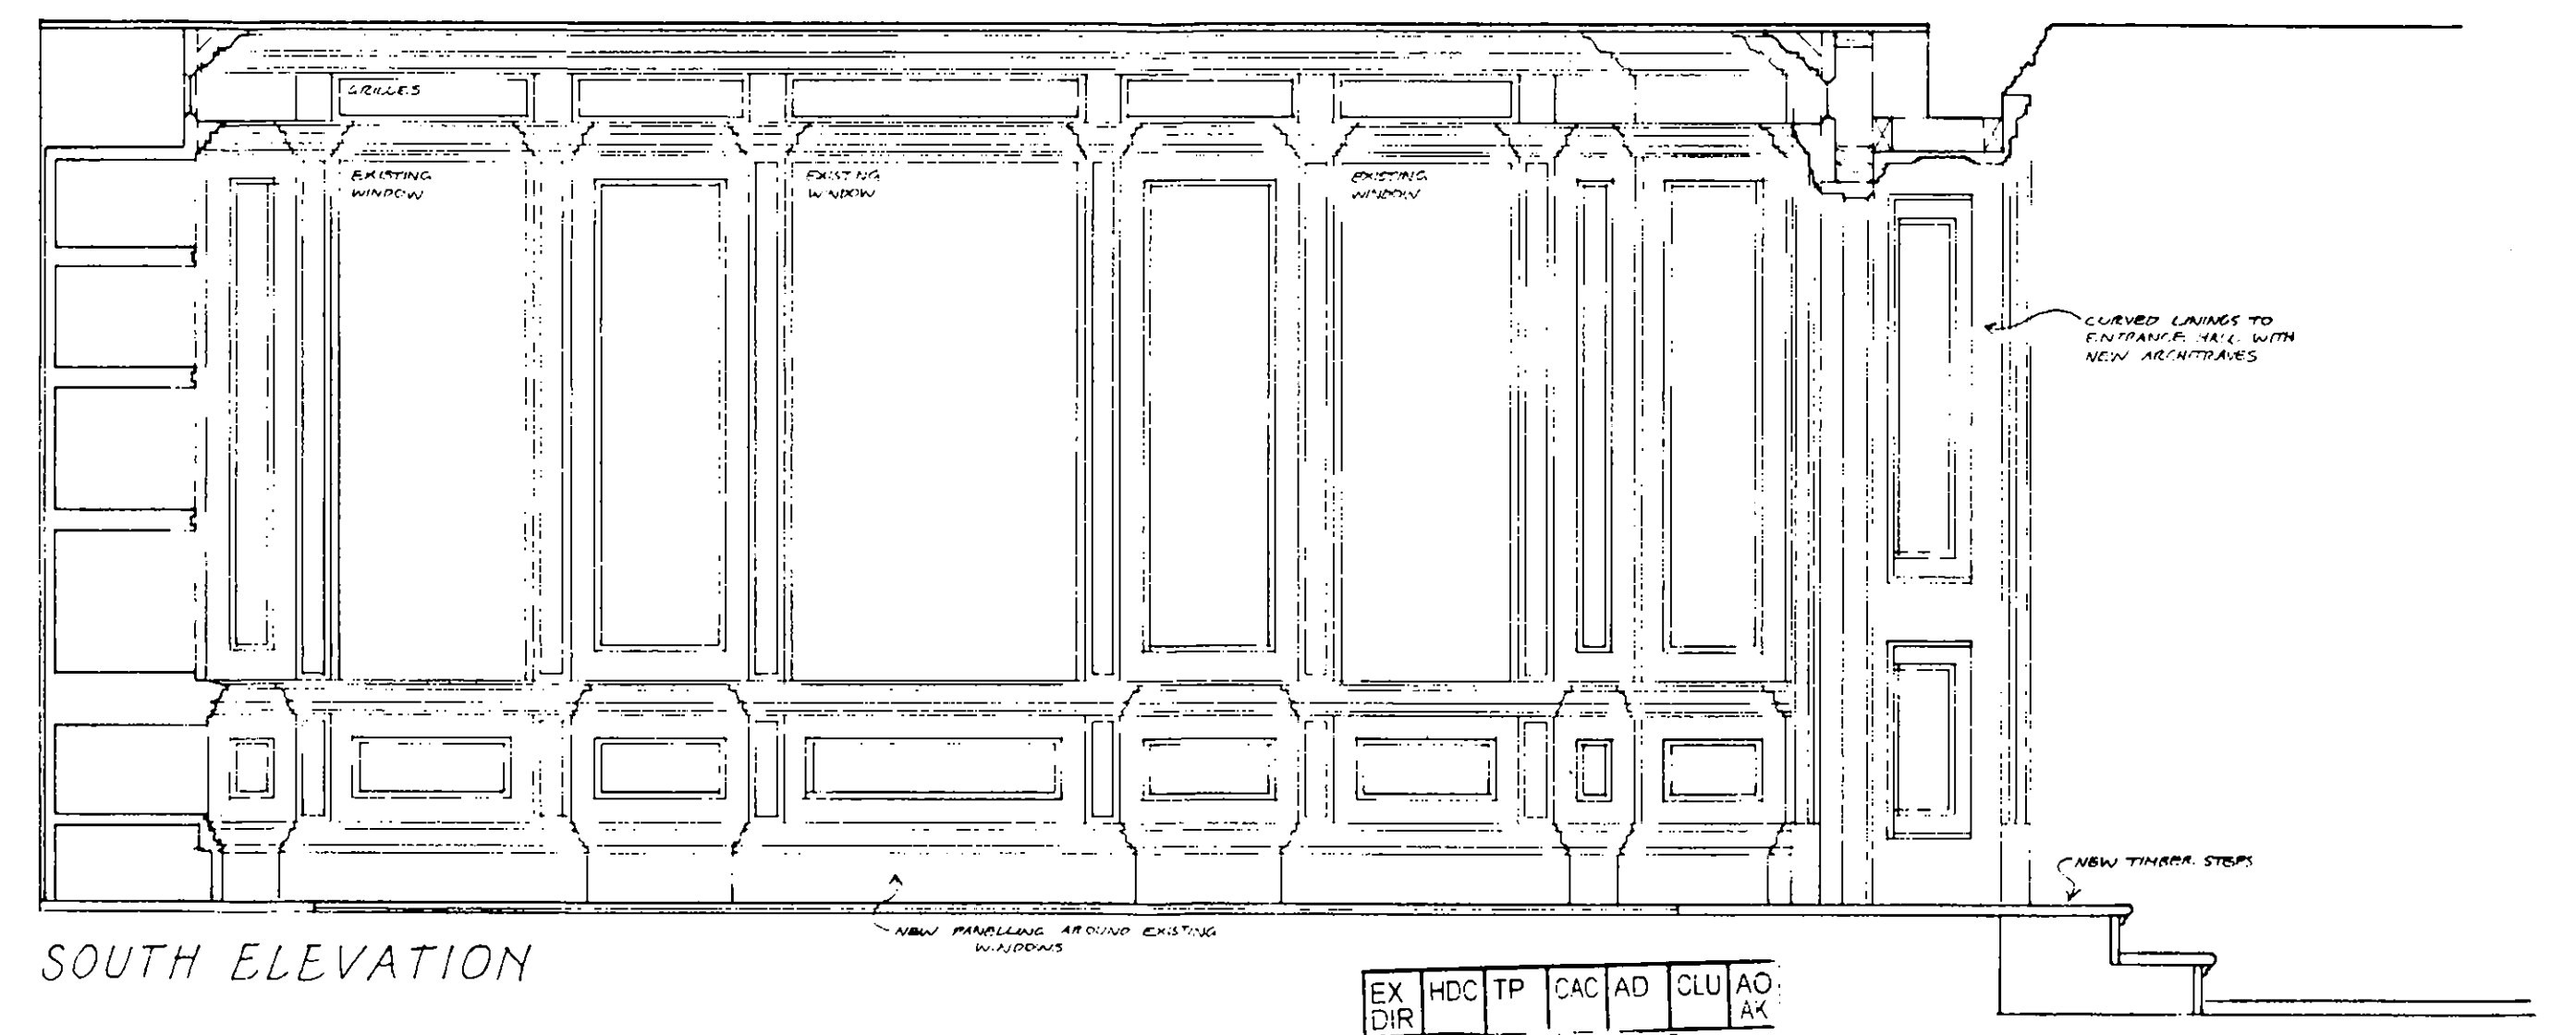 GRILLES
EXISTING
WINDOW
EXISTING
WINDOW
EXISTING
WINDOW
CURVED LININGS TO
ENTRANCE HALL WITH
NEW ARCHITRAVES
NEW TIMBER STEPS
NEW PANELLING AROUND EXISTING
WINDOWS
SOUTH ELEVATION
EX DIR
HDC
TP
CAC
AD
CLU
AO AK